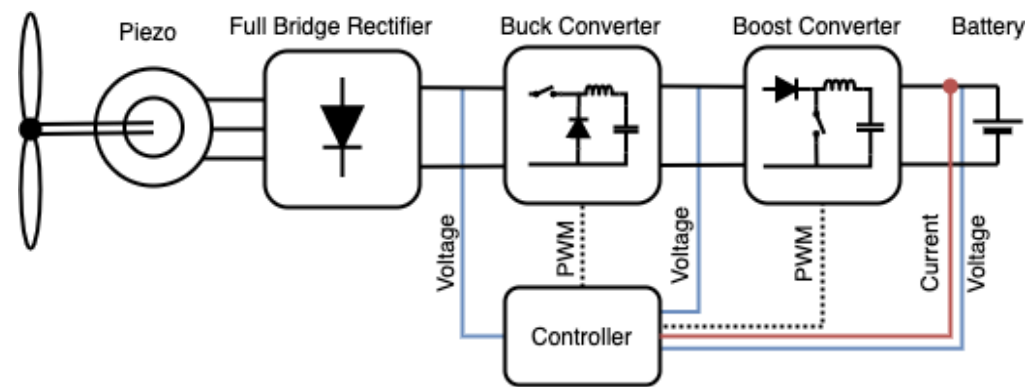 Piezo
Full Bridge Rectifier
Buck Converter
Boost Converter
Battery
Voltage
PWM
Voltage
PWM
Current
Voltage
Controller